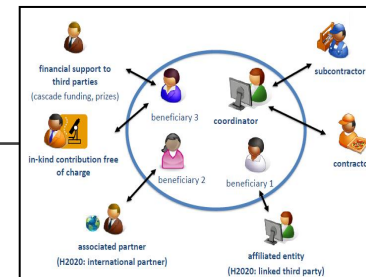 financial support to
third parties
(cascade funding, prizes)
subcontractor
beneficiary 3
coordinator
in-kind contribution free
of charge
contracto
beneficiary 2
beneficiary 1
associated partner
(H2020: international partner)
affiliated entity
(H2020: linked third party)